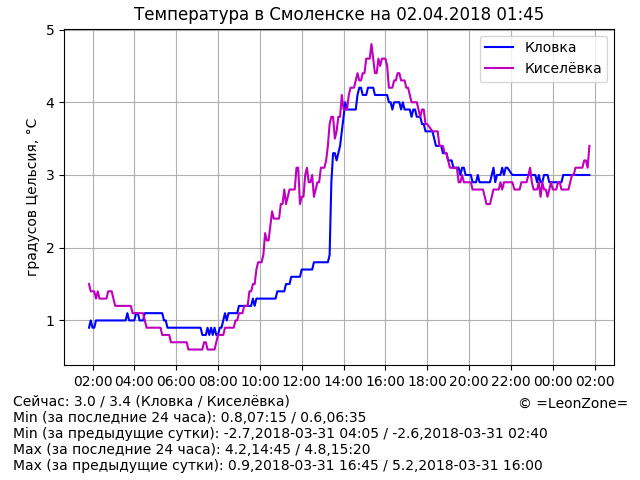 Температура в Смоленске на 02.04.2018 01:45
Кловка
Киселёвка
градусов Цельсия, °C
5
4
3
2
1
02:00 04:00 06:00 08:00 10:00 12:00 14:00 16:00 18:00 20:00 22:00 00:00 02:00
Сейчас: 3.0 / 3.4 (Кловка / Киселёвка)
© =LeonZone=
Min (за последние 24 часа): 0.8,07:15 / 0.6,06:35
Min (за предыдущие сутки): -2.7,2018-03-31 04:05 / -2.6,2018-03-31 02:40
Max (за последние 24 часа): 4.2,14:45 / 4.8,15:20
Max (за предыдущие сутки): 0.9,2018-03-31 16:45 / 5.2,2018-03-31 16:00